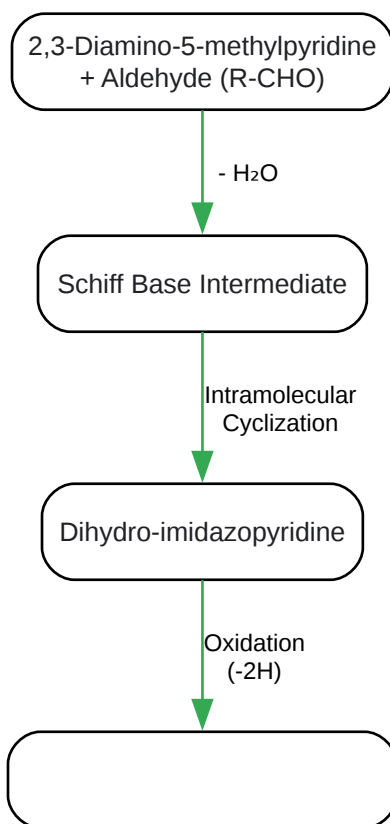 2,3-Diamino-5-methylpyridine
+ Aldehyde (R-CHO)
- H₂O
Schiff Base Intermediate
Intramolecular
Cyclization
Dihydro-imidazopyridine
Oxidation
(-2H)